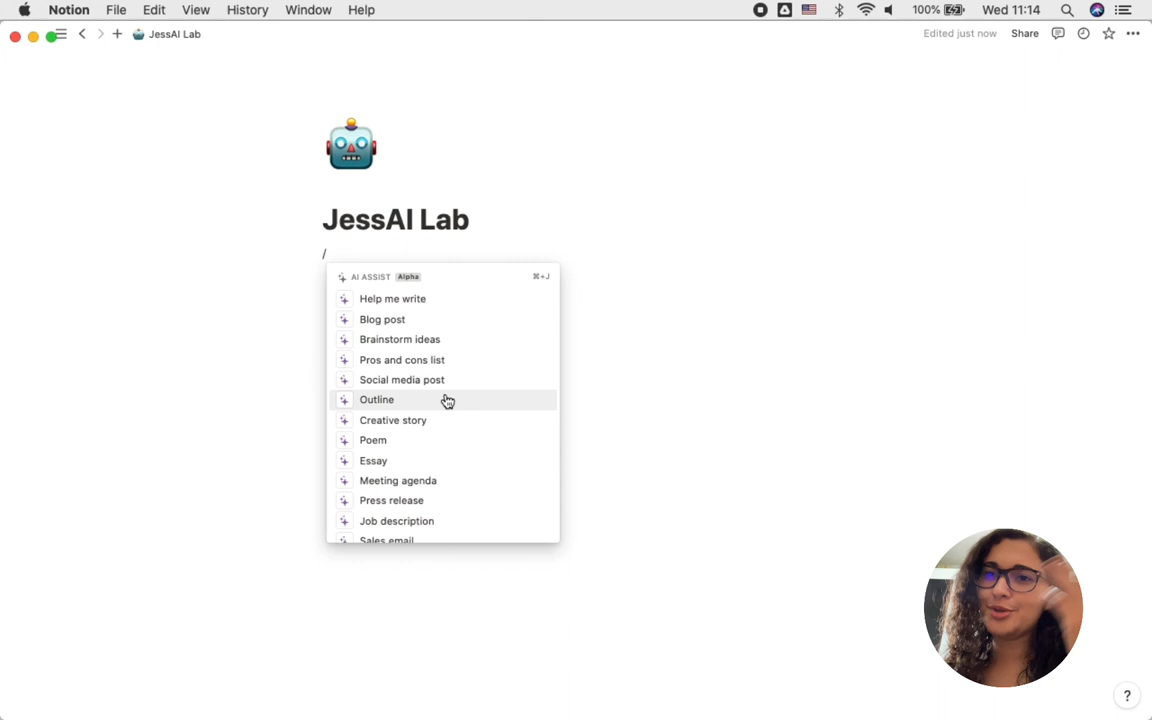 Notion File Edit View History Window Help 100% Wed 11:14
JessAI Lab Edited just now Share
JessAI Lab
/
AI ASSIST Alpha ⌘+J
Help me write
Blog post
Brainstorm ideas
Pros and cons list
Social media post
Outline
Creative story
Poem
Essay
Meeting agenda
Press release
Job description
Sales email
?